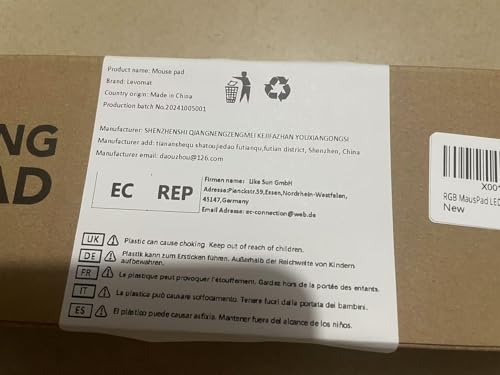 Product name: Mouse pad
Brand: Levomat
Country origin: Made in China
Production batch No.20241005001
Manufacturer: SHENZHENSHI QIANGNENGZENGMEI KEJIFAZHAN YOUXIANGONGSI
Manufacturer add: tiananshequ shatoujiedao futianqu,futian district, Shenzhen, China
Manufacturer email: daouzhou@126.com
EC REP
Firmen name: Like Sun GmbH
Adresse:Planckstr.59,Essen,Nordrhein-Westfalen,
45147,Germany
Email Adresse: ec-connection@web.de
UK Plastic can cause choking. Keep out of reach of children.
DE Plastik kann zum Ersticken führen. Außerhalb der Reichweite von Kindern
aufbewahren.
FR Le plastique peut provoquer l'étouffement. Gardez hors de la portée des enfants.
IT La plastica può causare soffocamento. Tenere fuori dalla portata dei bambini.
ES El plástico puede causar asfixia. Mantener fuera del alcance de los niños.
NG
AD
X00
RGB MausPad LED
New